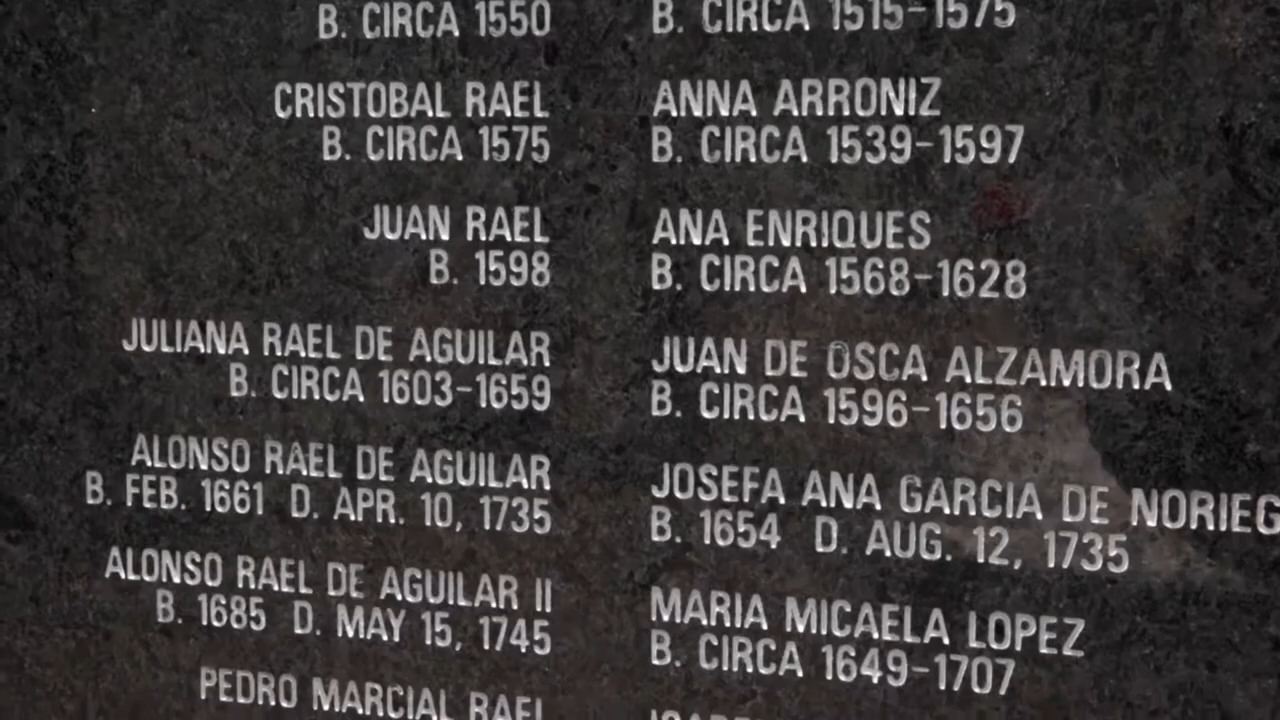 B. CIRCA 1550
B. CIRCA 1515-1575
CRISTOBAL RAEL
B. CIRCA 1575
ANNA ARRONIZ
B. CIRCA 1539-1597
JUAN RAEL
B. 1598
ANA ENRIQUES
B. CIRCA 1568-1628
JULIANA RAEL DE AGUILAR
B. CIRCA 1603-1659
JUAN DE OSCA ALZAMORA
B. CIRCA 1596-1656
ALONSO RAEL DE AGUILAR
B. FEB. 1661 D. APR. 10, 1735
JOSEFA ANA GARCIA DE NORIEG
B. 1654 D. AUG. 12, 1735
ALONSO RAEL DE AGUILAR II
B. 1685 D. MAY 15, 1745
MARIA MICAELA LOPEZ
B. CIRCA 1649-1707
PEDRO MARCIAL RAEL